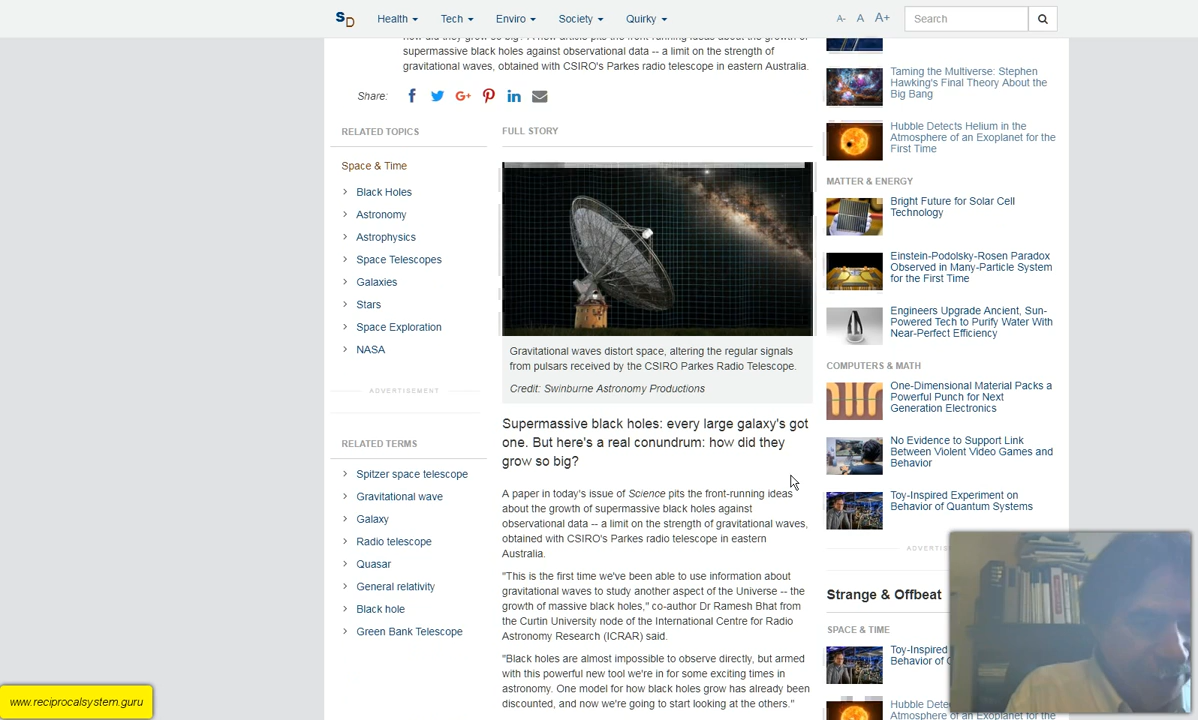 SD Health Tech Enviro Society Quirky A- A A+ Search
how did they grow so big? A new article pits the front-running ideas about the growth of
supermassive black holes against observational data -- a limit on the strength of
gravitational waves, obtained with CSIRO's Parkes radio telescope in eastern Australia.
Share:
RELATED TOPICS
Space & Time
Black Holes
Astronomy
Astrophysics
Space Telescopes
Galaxies
Stars
Space Exploration
NASA
ADVERTISEMENT
RELATED TERMS
Spitzer space telescope
Gravitational wave
Galaxy
Radio telescope
Quasar
General relativity
Black hole
Green Bank Telescope
FULL STORY
Gravitational waves distort space, altering the regular signals
from pulsars received by the CSIRO Parkes Radio Telescope.
Credit: Swinburne Astronomy Productions
Supermassive black holes: every large galaxy's got
one. But here's a real conundrum: how did they
grow so big?
A paper in today's issue of Science pits the front-running ideas
about the growth of supermassive black holes against
observational data -- a limit on the strength of gravitational waves,
obtained with CSIRO's Parkes radio telescope in eastern
Australia.
"This is the first time we've been able to use information about
gravitational waves to study another aspect of the Universe -- the
growth of massive black holes," co-author Dr Ramesh Bhat from
the Curtin University node of the International Centre for Radio
Astronomy Research (ICRAR) said.
"Black holes are almost impossible to observe directly, but armed
with this powerful new tool we're in for some exciting times in
astronomy. One model for how black holes grow has already been
discounted, and now we're going to start looking at the others."
Taming the Multiverse: Stephen
Hawking's Final Theory About the
Big Bang
Hubble Detects Helium in the
Atmosphere of an Exoplanet for the
First Time
MATTER & ENERGY
Bright Future for Solar Cell
Technology
Einstein-Podolsky-Rosen Paradox
Observed in Many-Particle System
for the First Time
Engineers Upgrade Ancient, Sun-
Powered Tech to Purify Water With
Near-Perfect Efficiency
COMPUTERS & MATH
One-Dimensional Material Packs a
Powerful Punch for Next
Generation Electronics
No Evidence to Support Link
Between Violent Video Games and
Behavior
Toy-Inspired Experiment on
Behavior of Quantum Systems
ADVERTIS
Strange & Offbeat
SPACE & TIME
Toy-Inspired
Behavior of
Hubble Dete
Atmosphere of an Exoplanet for the
www.reciprocalsystem.guru